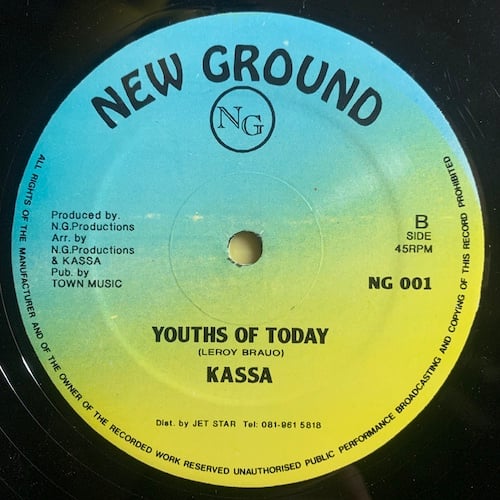 NEW GROUND
NG
Produced by.
N.G.Productions
Arr. by
N.G.Productions
& KASSA
Pub. by
TOWN MUSIC
B
SIDE
45RPM
NG 001
YOUTHS OF TODAY
(LEROY BRAUO)
KASSA
Dist. by JET STAR Tel: 081-961 5818
ALL RIGHTS OF THE MANUFACTURER AND OF THE OWNER OF THE RECORDED WORK RESERVED UNAUTHORISED PUBLIC PERFORMANCE BROADCASTING AND COPYING OF THIS RECORD PROHIBITED